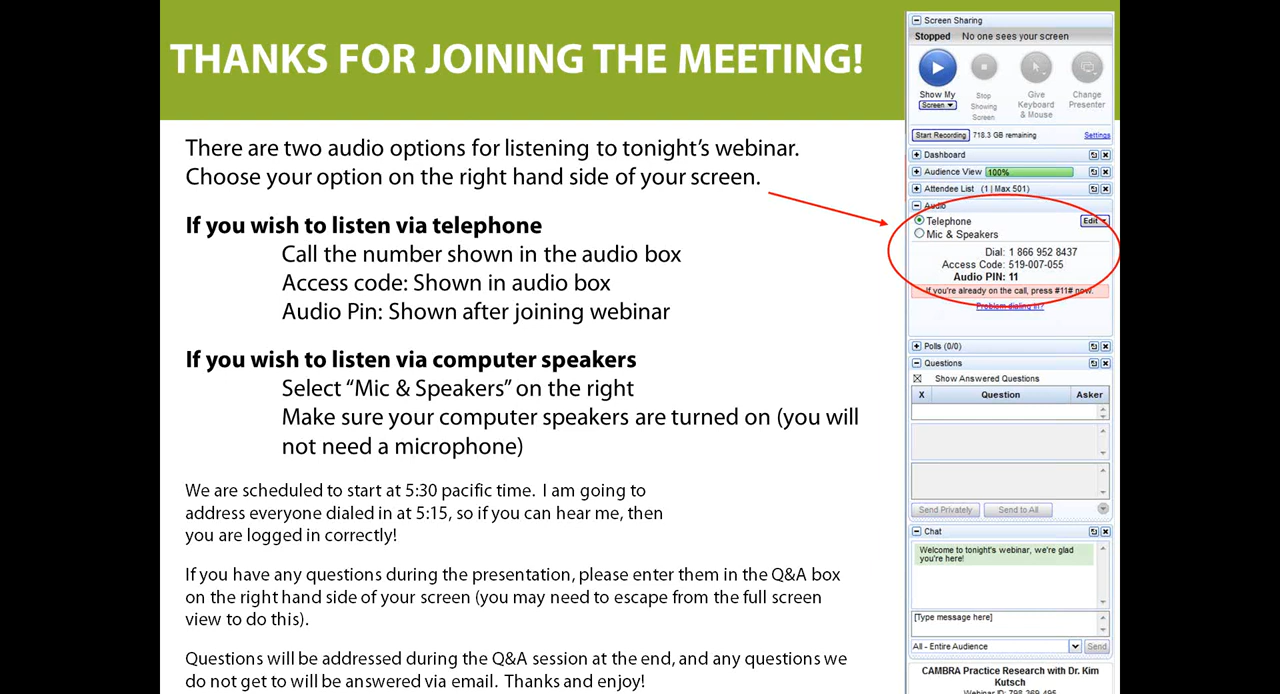 THANKS FOR JOINING THE MEETING!
There are two audio options for listening to tonight's webinar.
Choose your option on the right hand side of your screen.
If you wish to listen via telephone
Call the number shown in the audio box
Access code: Shown in audio box
Audio Pin: Shown after joining webinar
If you wish to listen via computer speakers
Select “Mic & Speakers” on the right
Make sure your computer speakers are turned on (you will
not need a microphone)
We are scheduled to start at 5:30 pacific time. I am going to
address everyone dialed in at 5:15, so if you can hear me, then
you are logged in correctly!
If you have any questions during the presentation, please enter them in the Q&A box
on the right hand side of your screen (you may need to escape from the full screen
view to do this).
Questions will be addressed during the Q&A session at the end, and any questions we
do not get to will be answered via email. Thanks and enjoy!
Screen Sharing
Stopped No one sees your screen
Show My
Screen
Stop
Showing
Screen
Give
Keyboard
& Mouse
Change
Presenter
Start Recording 718.3 GB remaining Settings
Dashboard
Audience View 100%
Attendee List (1 | Max 501)
Audio
Telephone Edit
Mic & Speakers
Dial: 1 866 952 8437
Access Code: 519-007-055
Audio PIN: 11
If you're already on the call, press #11# now.
Problem dialing in?
Polls (0/0)
Questions
Show Answered Questions
X Question Asker
Send Privately Send to All
Chat
Welcome to tonight's webinar, we're glad
you're here!
[Type message here]
All - Entire Audience Send
CAMBRA Practice Research with Dr. Kim
Kutsch
Webinar ID: 798-369-495